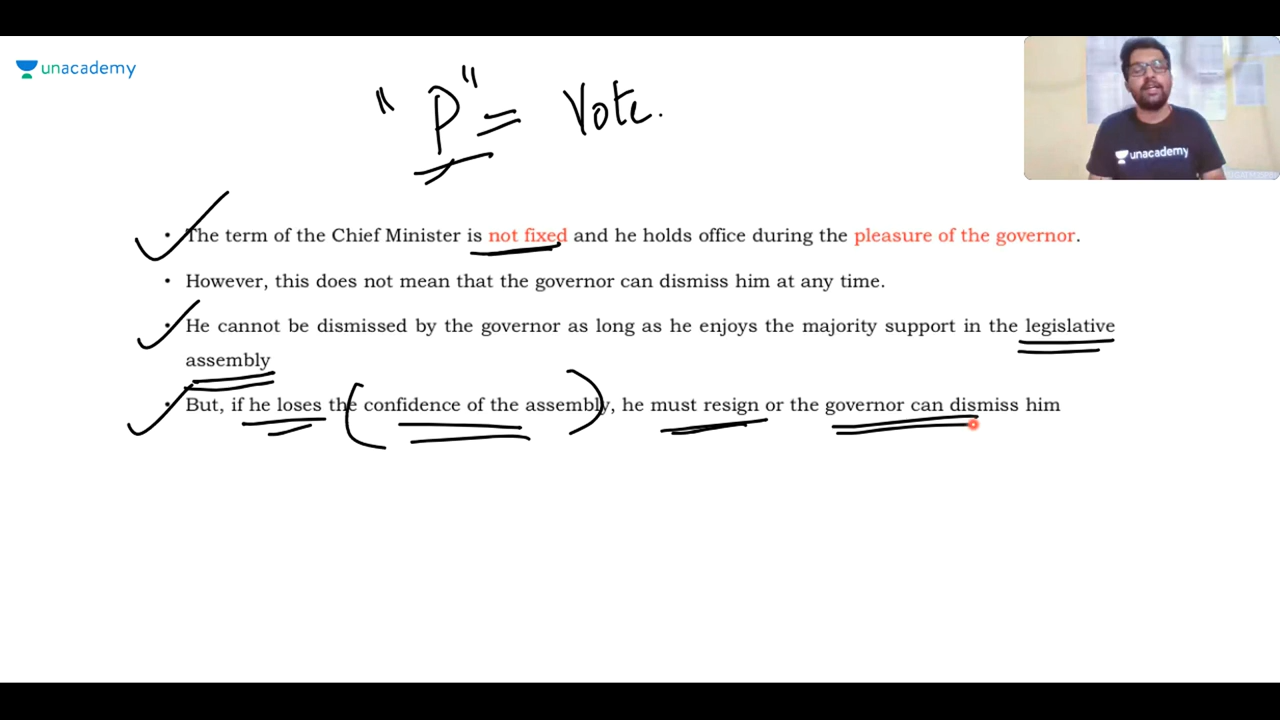 unacademy
"P" = Vote.
unacademy
• The term of the Chief Minister is not fixed and he holds office during the pleasure of the governor.
• However, this does not mean that the governor can dismiss him at any time.
• He cannot be dismissed by the governor as long as he enjoys the majority support in the legislative
assembly
• But, if he loses the confidence of the assembly, he must resign or the governor can dismiss him